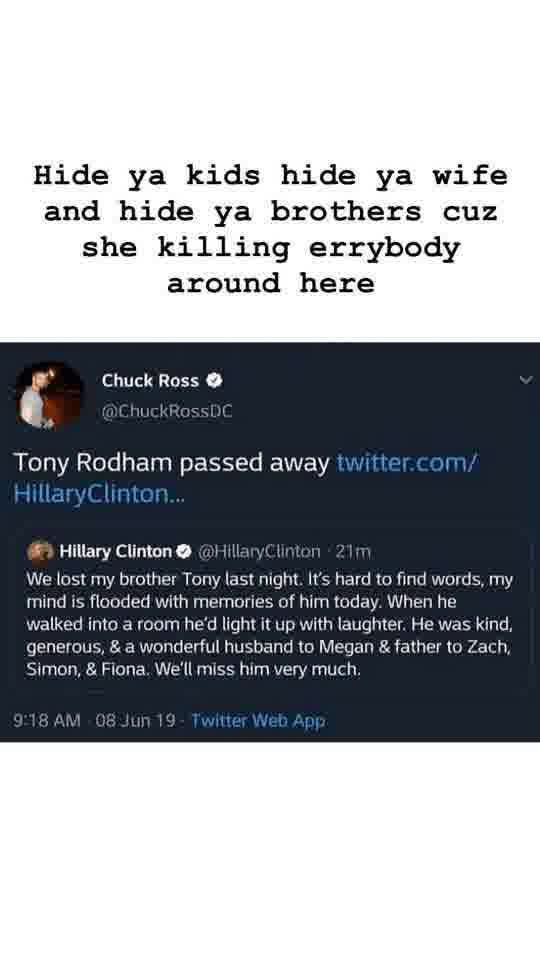 Hide ya kids hide ya wife
and hide ya brothers cuz
she killing errybody
around here
Chuck Ross
@ChuckRossDC
Tony Rodham passed away twitter.com/
HillaryClinton...
Hillary Clinton @HillaryClinton · 21m
We lost my brother Tony last night. It's hard to find words, my
mind is flooded with memories of him today. When he
walked into a room he'd light it up with laughter. He was kind,
generous, & a wonderful husband to Megan & father to Zach,
Simon, & Fiona. We'll miss him very much.
9:18 AM · 08 Jun 19 · Twitter Web App